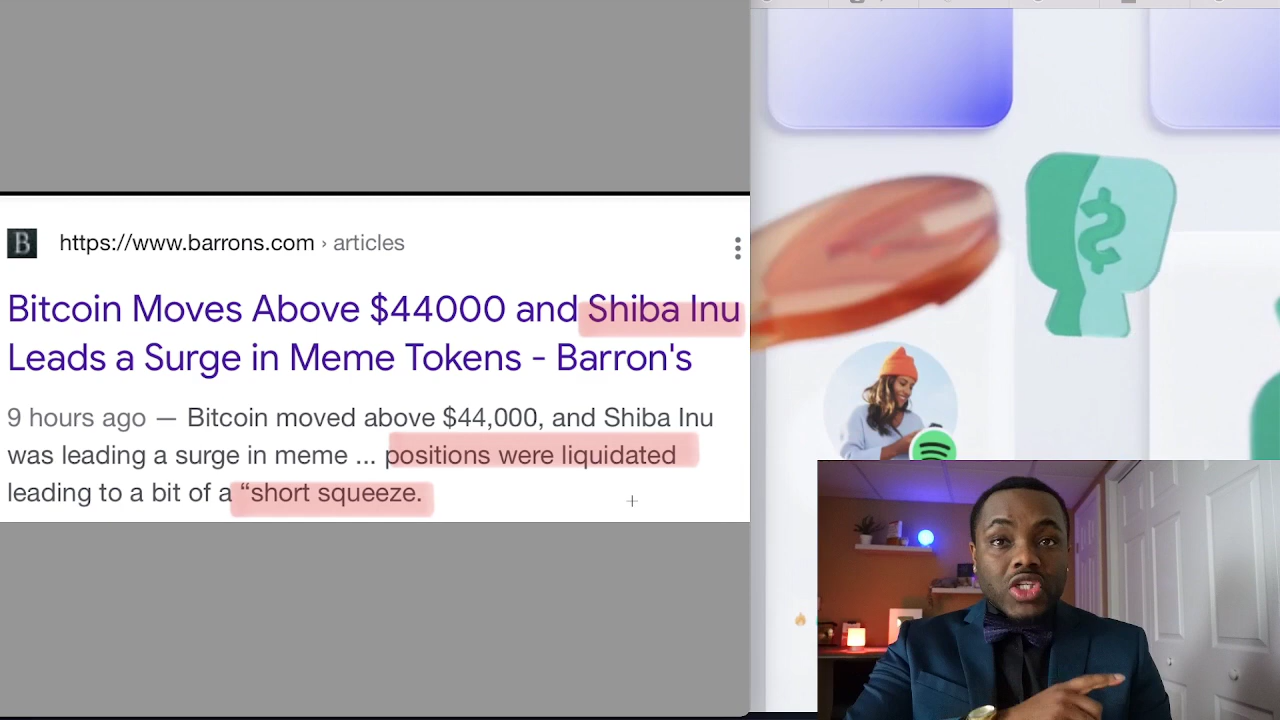 B
https://www.barrons.com › articles
Bitcoin Moves Above $44000 and Shiba Inu
Leads a Surge in Meme Tokens - Barron's
9 hours ago — Bitcoin moved above $44,000, and Shiba Inu
was leading a surge in meme ... positions were liquidated
leading to a bit of a “short squeeze.
$